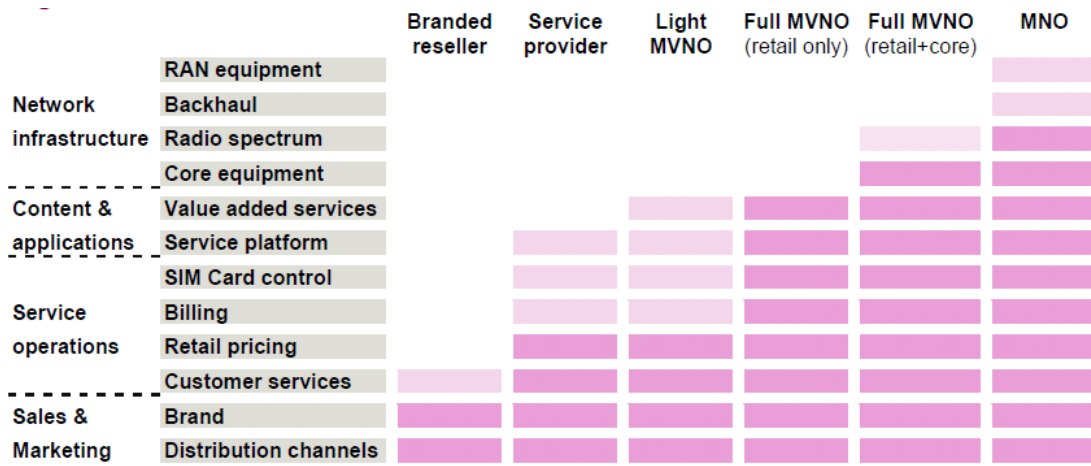 Branded reseller
Service provider
Light MVNO
Full MVNO (retail only)
Full MVNO (retail+core)
MNO
Network infrastructure
RAN equipment
Backhaul
Radio spectrum
Core equipment
Content & applications
Value added services
Service platform
Service operations
SIM Card control
Billing
Retail pricing
Customer services
Sales & Marketing
Brand
Distribution channels